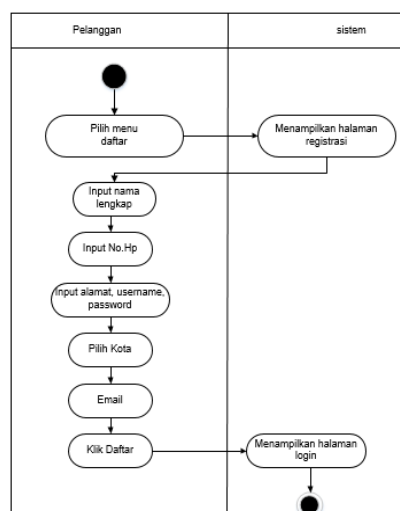 Pelanggan
sistem
Pilih menu
daftar
Menampilkan halaman
registrasi
Input nama
lengkap
Input No.Hp
Input alamat, username,
password
Pilih Kota
Email
Klik Daftar
Menampilkan halaman
login